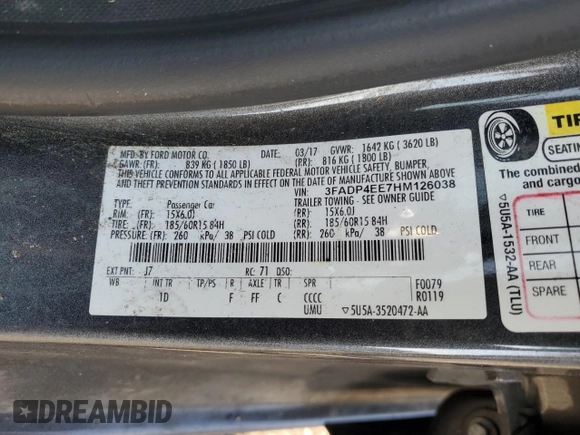 MFD. BY FORD MOTOR CO. DATE: 03/17 GVWR: 1642 KG ( 3620 LB)
GAWR: (FR): 839 KG ( 1850 LB) (RR): 816 KG ( 1800 LB)
THIS VEHICLE CONFORMS TO ALL APPLICABLE FEDERAL MOTOR VEHICLE SAFETY, BUMPER,
AND THEFT PREVENTION STANDARDS IN EFFECT ON THE DATE OF MANUFACTURE SHOWN ABOVE.
VIN: 3FADP4EE7HM126038
TYPE: Passenger Car TRAILER TOWING - SEE OWNER GUIDE
RIM: (FR): 15X6.0J (RR): 15X6.0J
TIRE: (FR): 185/60R15 84H (RR): 185/60R15 84H
PRESSURE: (FR): 260 kPa/ 38 PSI COLD (RR): 260 kPa/ 38 PSI COLD
EXT PNT: J7 RC: 71 DSO:
WB INT TR TP/PS R AXLE TR SPR F0079
1D F FF C CCCC R0119
UMU ▽5U5A-3520472-AA
TIR
SEATING
The combined
and cargo
TIRE
FRONT
REAR
SPARE
▽5U5A-1532-AA (TLU)
DREAMBID